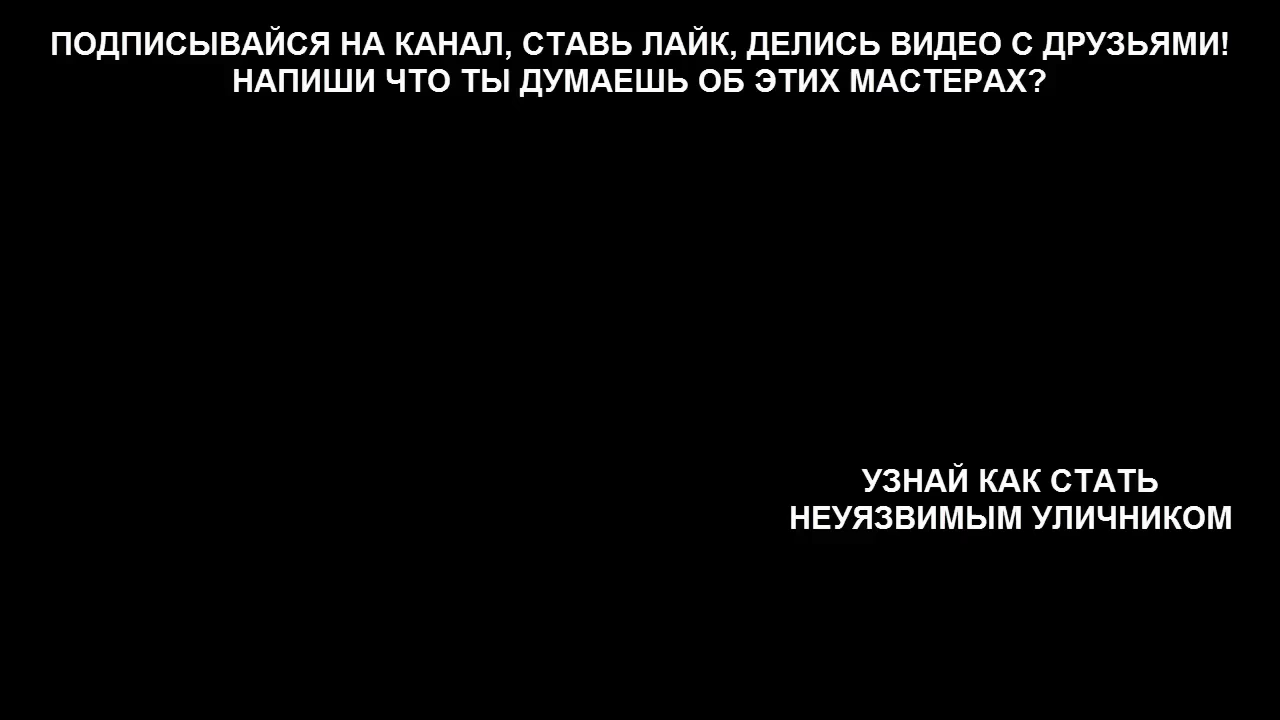 ПОДПИСЫВАЙСЯ НА КАНАЛ, СТАВЬ ЛАЙК, ДЕЛИСЬ ВИДЕО С ДРУЗЬЯМИ!
НАПИШИ ЧТО ТЫ ДУМАЕШЬ ОБ ЭТИХ МАСТЕРАХ?
УЗНАЙ КАК СТАТЬ
НЕУЯЗВИМЫМ УЛИЧНИКОМ